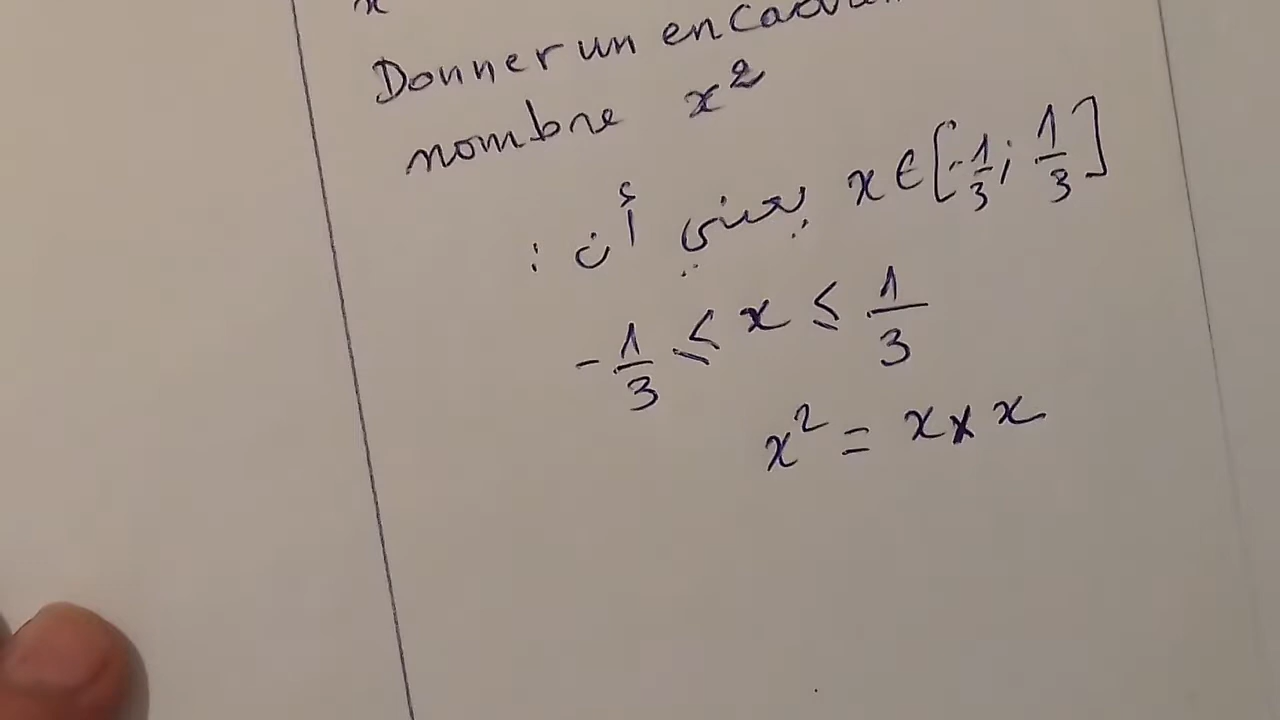 x
Donner un
nombre x²
x ∈ [-1/3 ; 1/3] يعني أن :
-1/3 ≤ x ≤ 1/3
x² = x × x